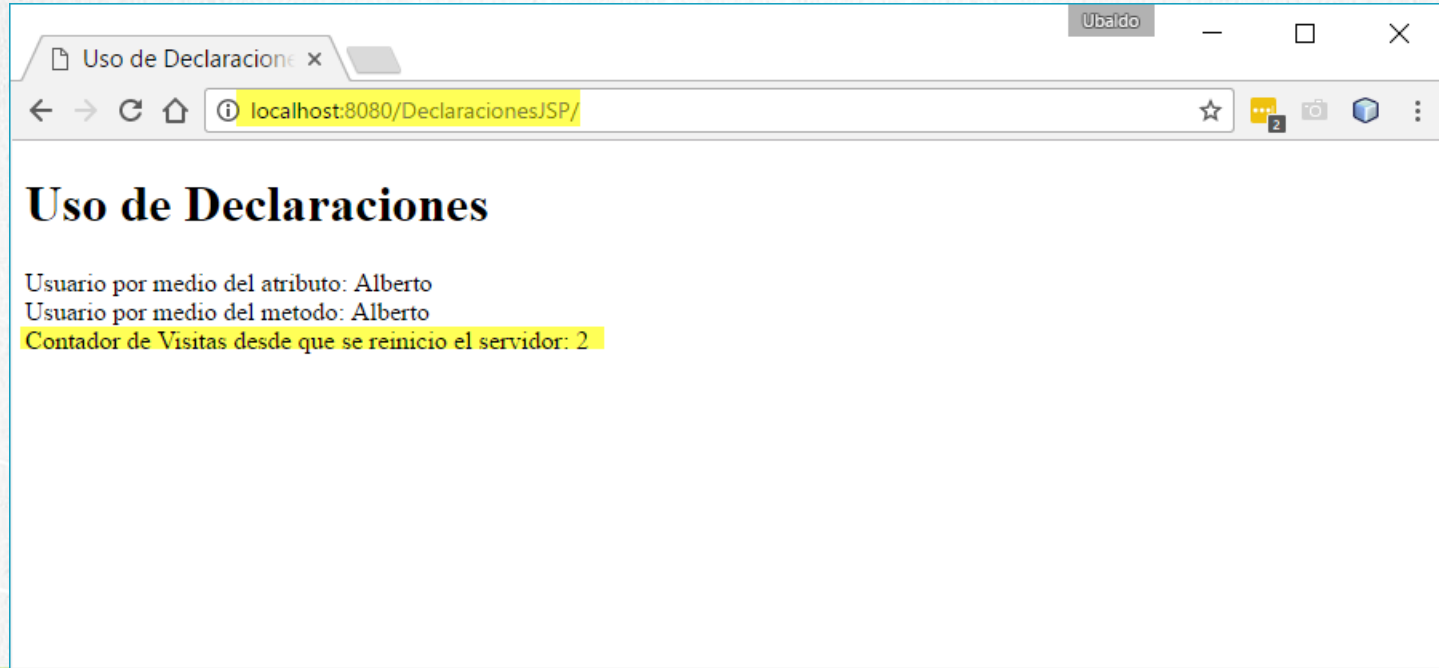 Ubaldo
Uso de Declaracione
localhost:8080/DeclaracionesJSP/
2
Uso de Declaraciones
Usuario por medio del atributo: Alberto
Usuario por medio del metodo: Alberto
Contador de Visitas desde que se reinicio el servidor: 2